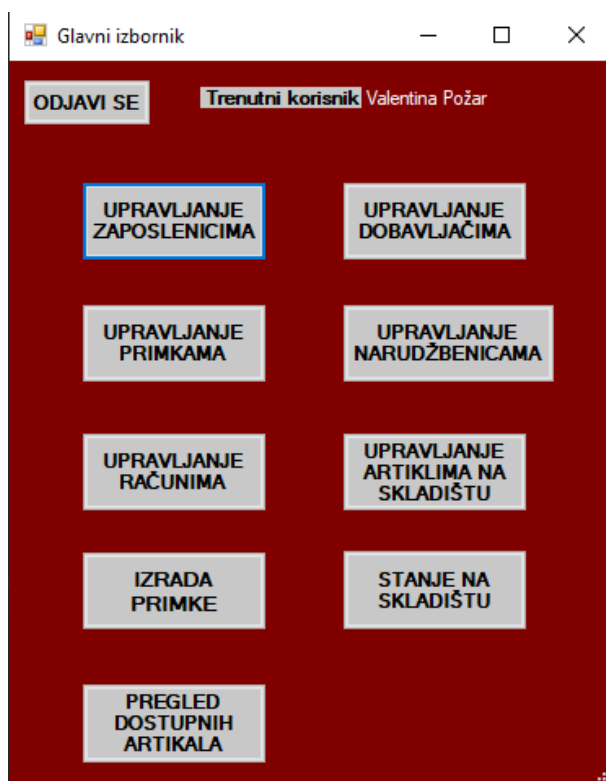 Glavni izbornik
ODJAVI SE
Trenutni korisnik Valentina Požar
UPRAVLJANJE
ZAPOSLENICIMA
UPRAVLJANJE
DOBAVLJAČIMA
UPRAVLJANJE
PRIMKAMA
UPRAVLJANJE
NARUDŽBENICAMA
UPRAVLJANJE
RAČUNIMA
UPRAVLJANJE
ARTIKLIMA NA
SKLADIŠTU
IZRADA
PRIMKE
STANJE NA
SKLADIŠTU
PREGLED
DOSTUPNIH
ARTIKALA